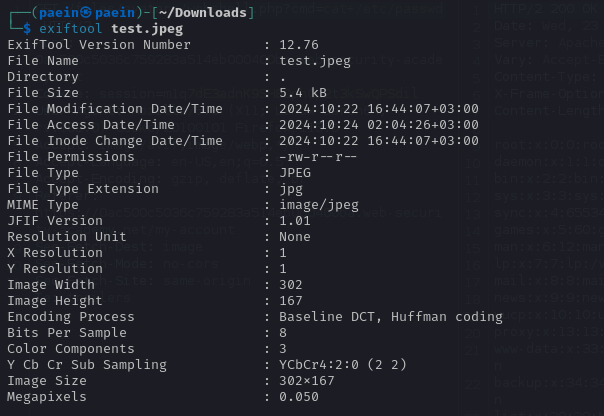 ┌──(paein㉿paein)-[~/Downloads]
└─$ exiftool test.jpeg
ExifTool Version Number : 12.76
File Name : test.jpeg
Directory : .
File Size : 5.4 kB
File Modification Date/Time : 2024:10:22 16:44:07+03:00
File Access Date/Time : 2024:10:24 02:04:26+03:00
File Inode Change Date/Time : 2024:10:22 16:44:07+03:00
File Permissions : -rw-r--r--
File Type : JPEG
File Type Extension : jpg
MIME Type : image/jpeg
JFIF Version : 1.01
Resolution Unit : None
X Resolution : 1
Y Resolution : 1
Image Width : 302
Image Height : 167
Encoding Process : Baseline DCT, Huffman coding
Bits Per Sample : 8
Color Components : 3
Y Cb Cr Sub Sampling : YCbCr4:2:0 (2 2)
Image Size : 302×167
Megapixels : 0.050